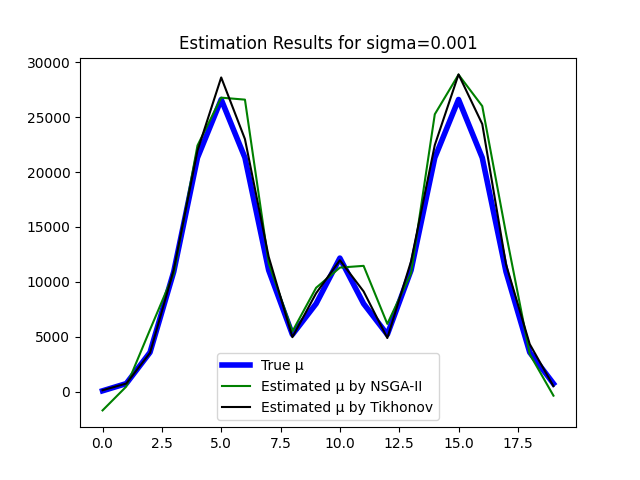 Estimation Results for sigma=0.001
30000
25000
20000
15000
10000
5000
0
True μ
Estimated μ by NSGA-II
Estimated μ by Tikhonov
0.0 2.5 5.0 7.5 10.0 12.5 15.0 17.5